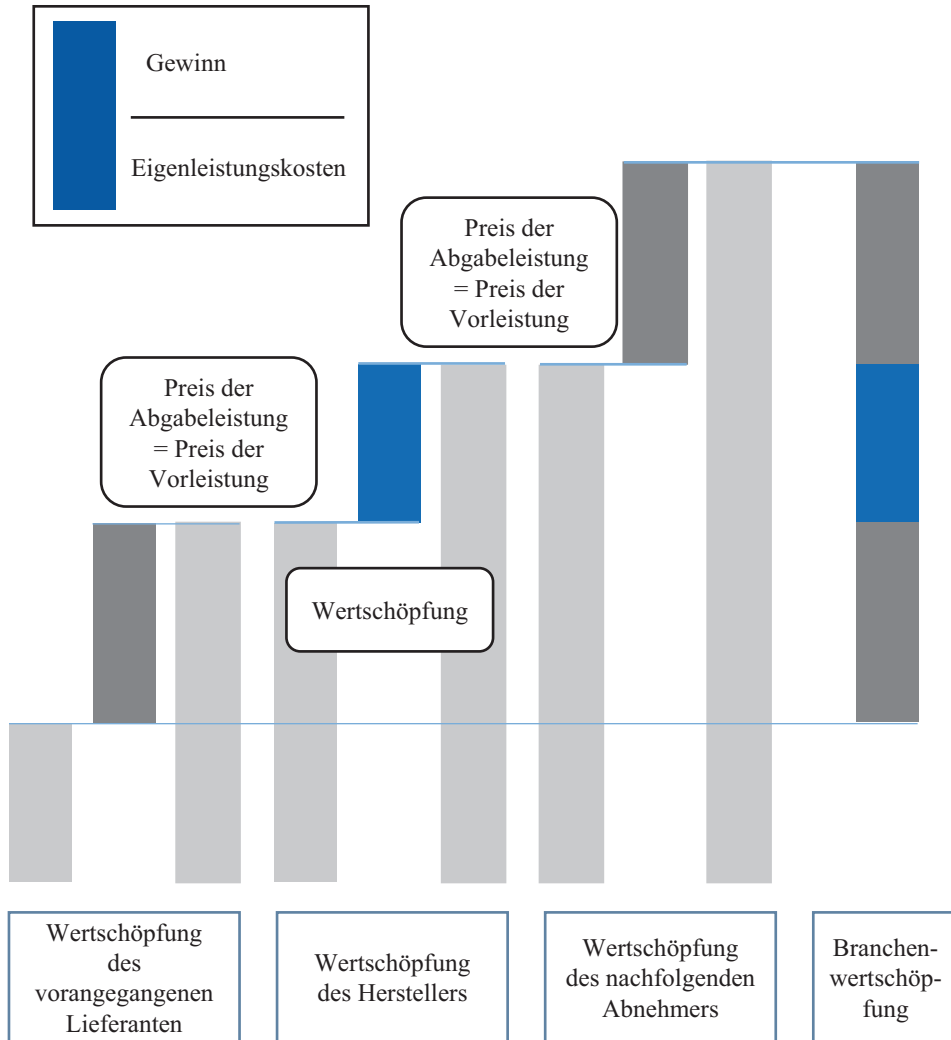 Gewinn
Eigenleistungskosten
Preis der
Abgabeleistung
= Preis der
Vorleistung
Preis der
Abgabeleistung
= Preis der
Vorleistung
Wertschöpfung
Wertschöpfung
des
vorangegangenen
Lieferanten
Wertschöpfung
des Herstellers
Wertschöpfung
des nachfolgenden
Abnehmers
Branchen-
wertschöp-
fung